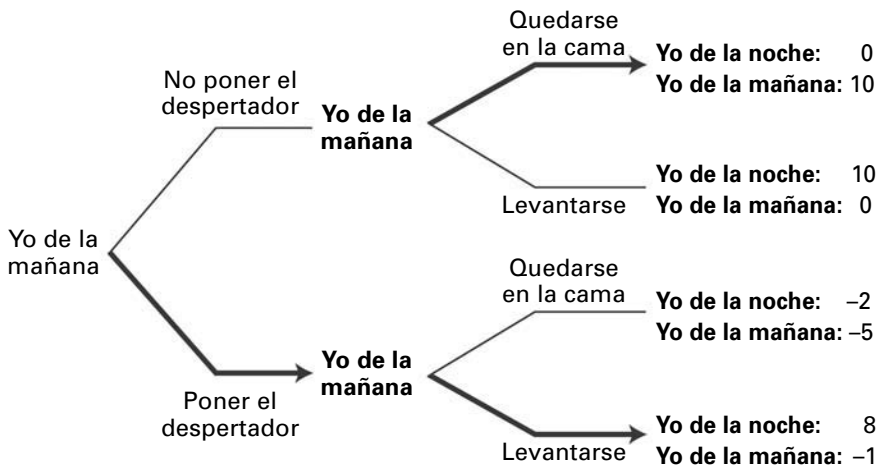 Quedarse
en la cama
Yo de la noche: 0
Yo de la mañana: 10
No poner el
despertador
Yo de la
mañana
Levantarse
Yo de la noche: 10
Yo de la mañana: 0
Yo de la
mañana
Quedarse
en la cama
Yo de la noche: –2
Yo de la mañana: –5
Yo de la
mañana
Poner el
despertador
Levantarse
Yo de la noche: 8
Yo de la mañana: –1